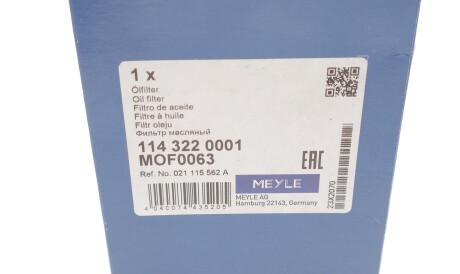 1 x
Ölfilter
Oil filter
Filtro de aceite
Filtre à huile
Filtr oleju
Фильтр масляный
114 322 0001
MOF0063
Ref. No. 021 115 562 A
EAC
MEYLE
MEYLE AG
Hamburg 22143, Germany
4 040074 435205
23X2070